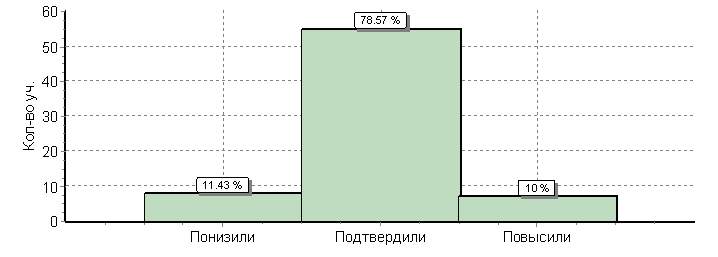 60
50
40
30
20
10
0
Кол-во уч.
78.57 %
11.43 %
10 %
Понизили
Подтвердили
Повысили